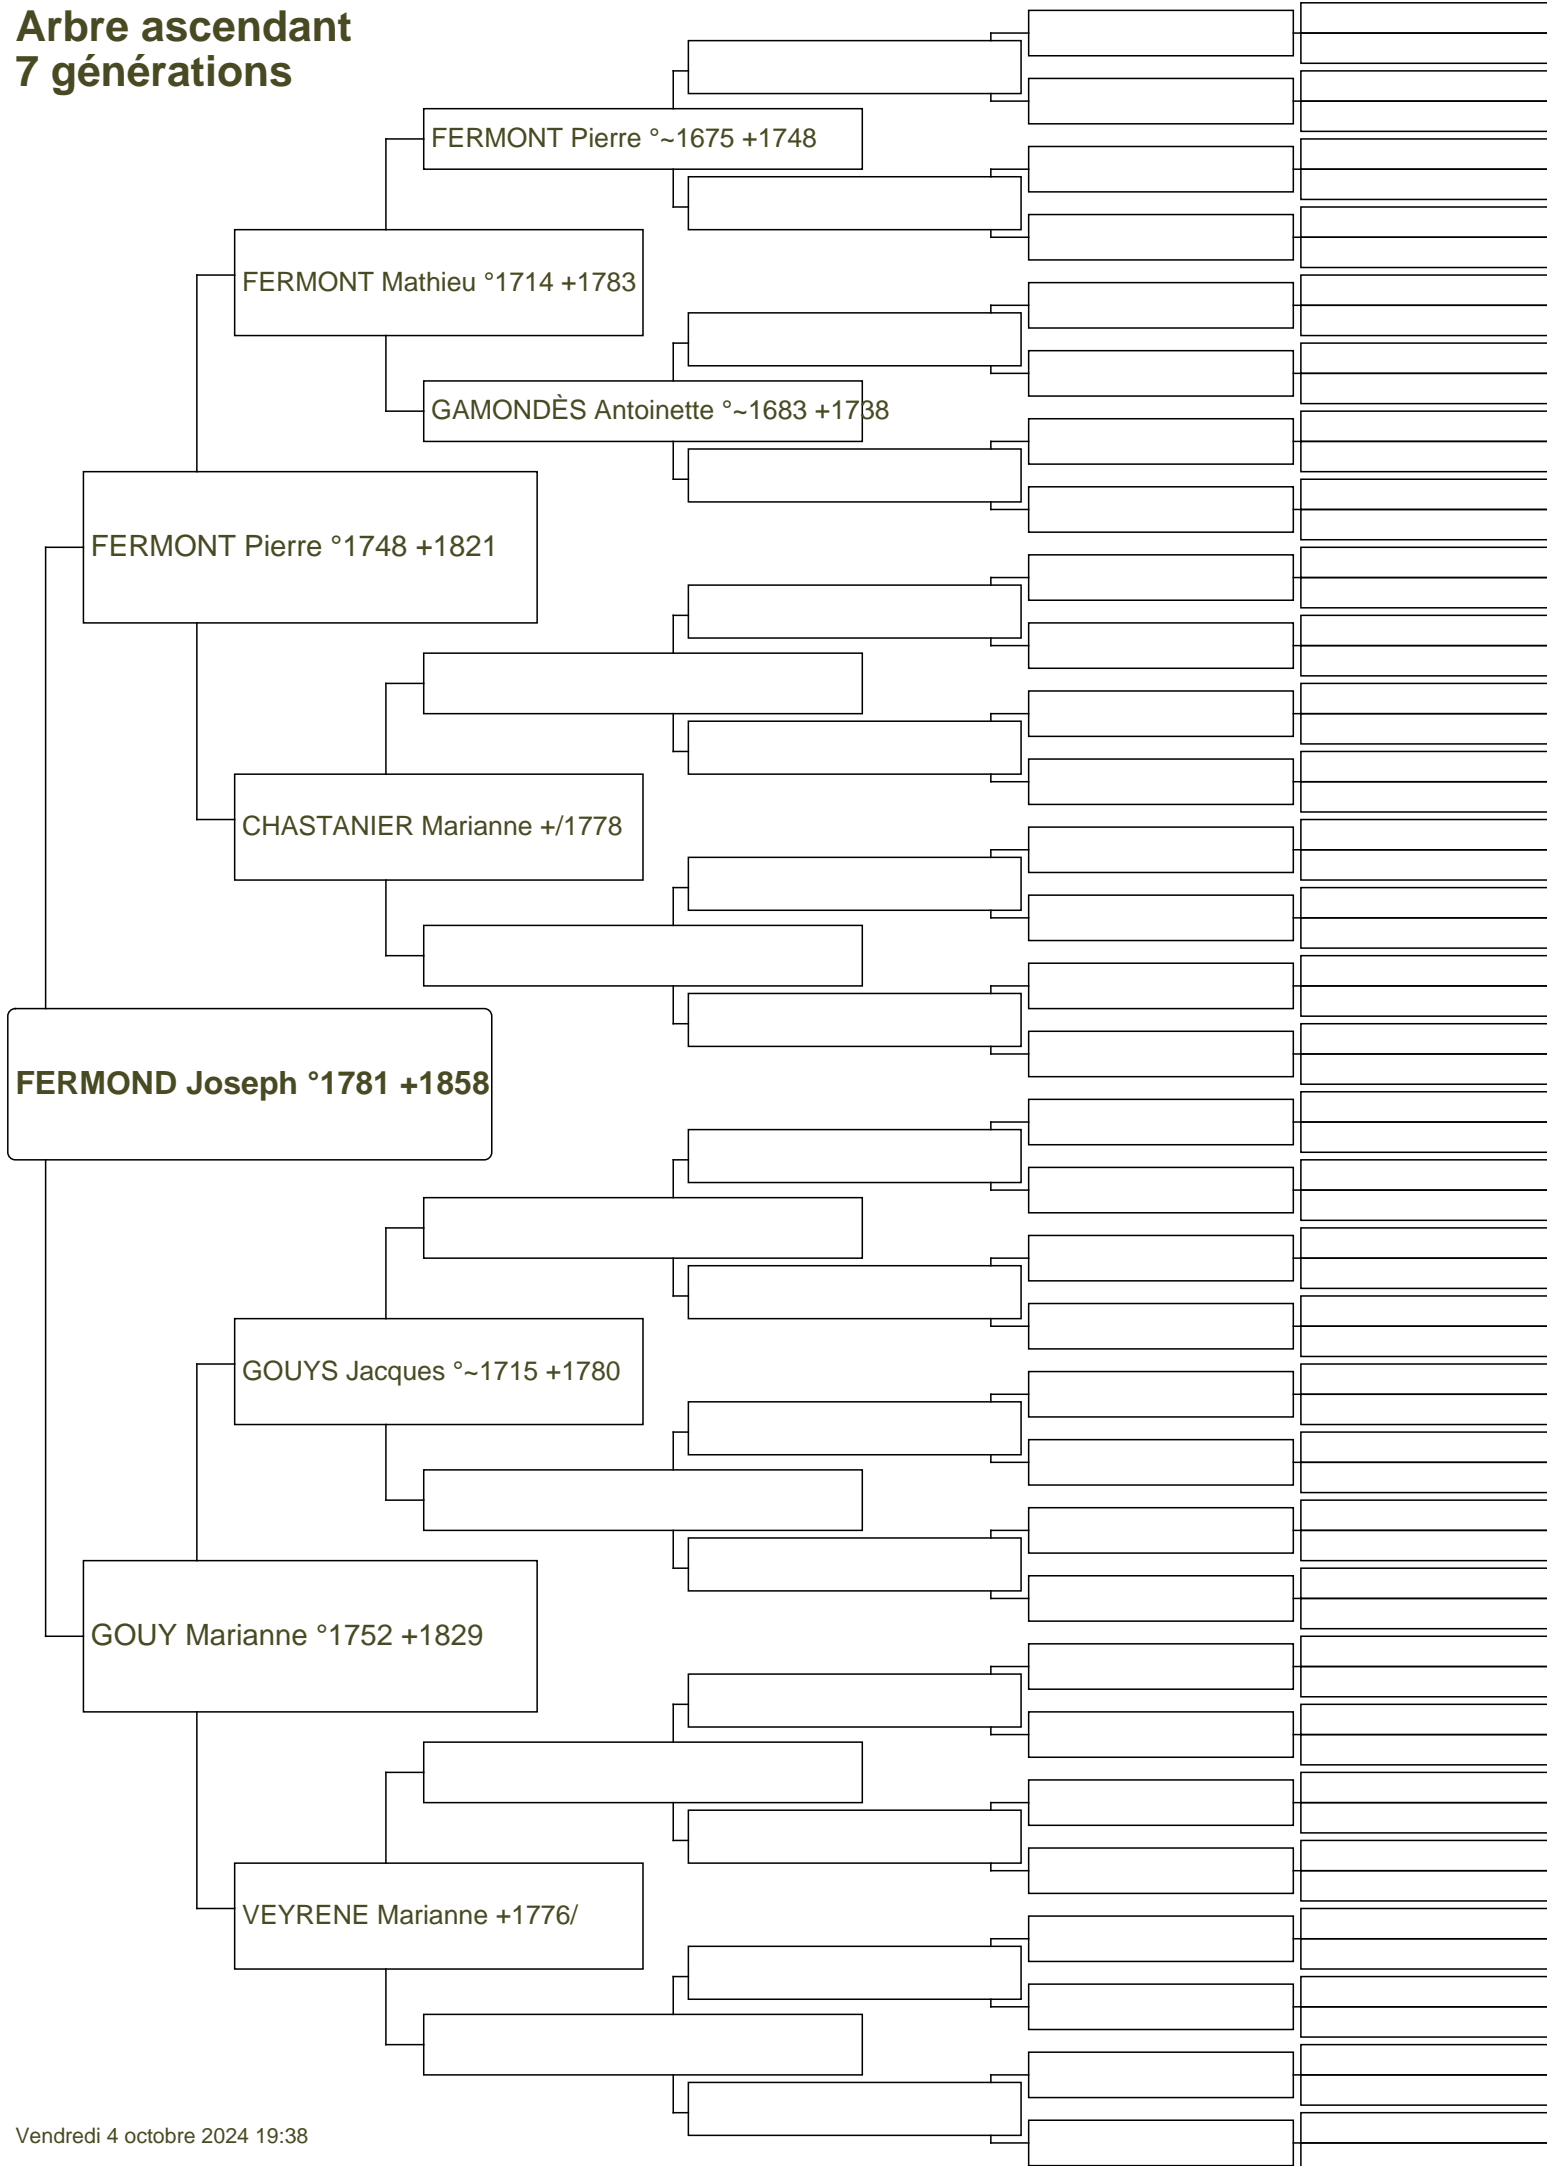 Arbre ascendant
7 générations
FERMONT Pierre °~1675 +1748
FERMONT Mathieu °1714 +1783
GAMONDÈS Antoinette °~1683 +1738
FERMONT Pierre °1748 +1821
CHASTANIER Marianne +/1778
FERMOND Joseph °1781 +1858
GOUYS Jacques °~1715 +1780
GOUY Marianne °1752 +1829
VEYRENE Marianne +1776/
Vendredi 4 octobre 2024 19:38